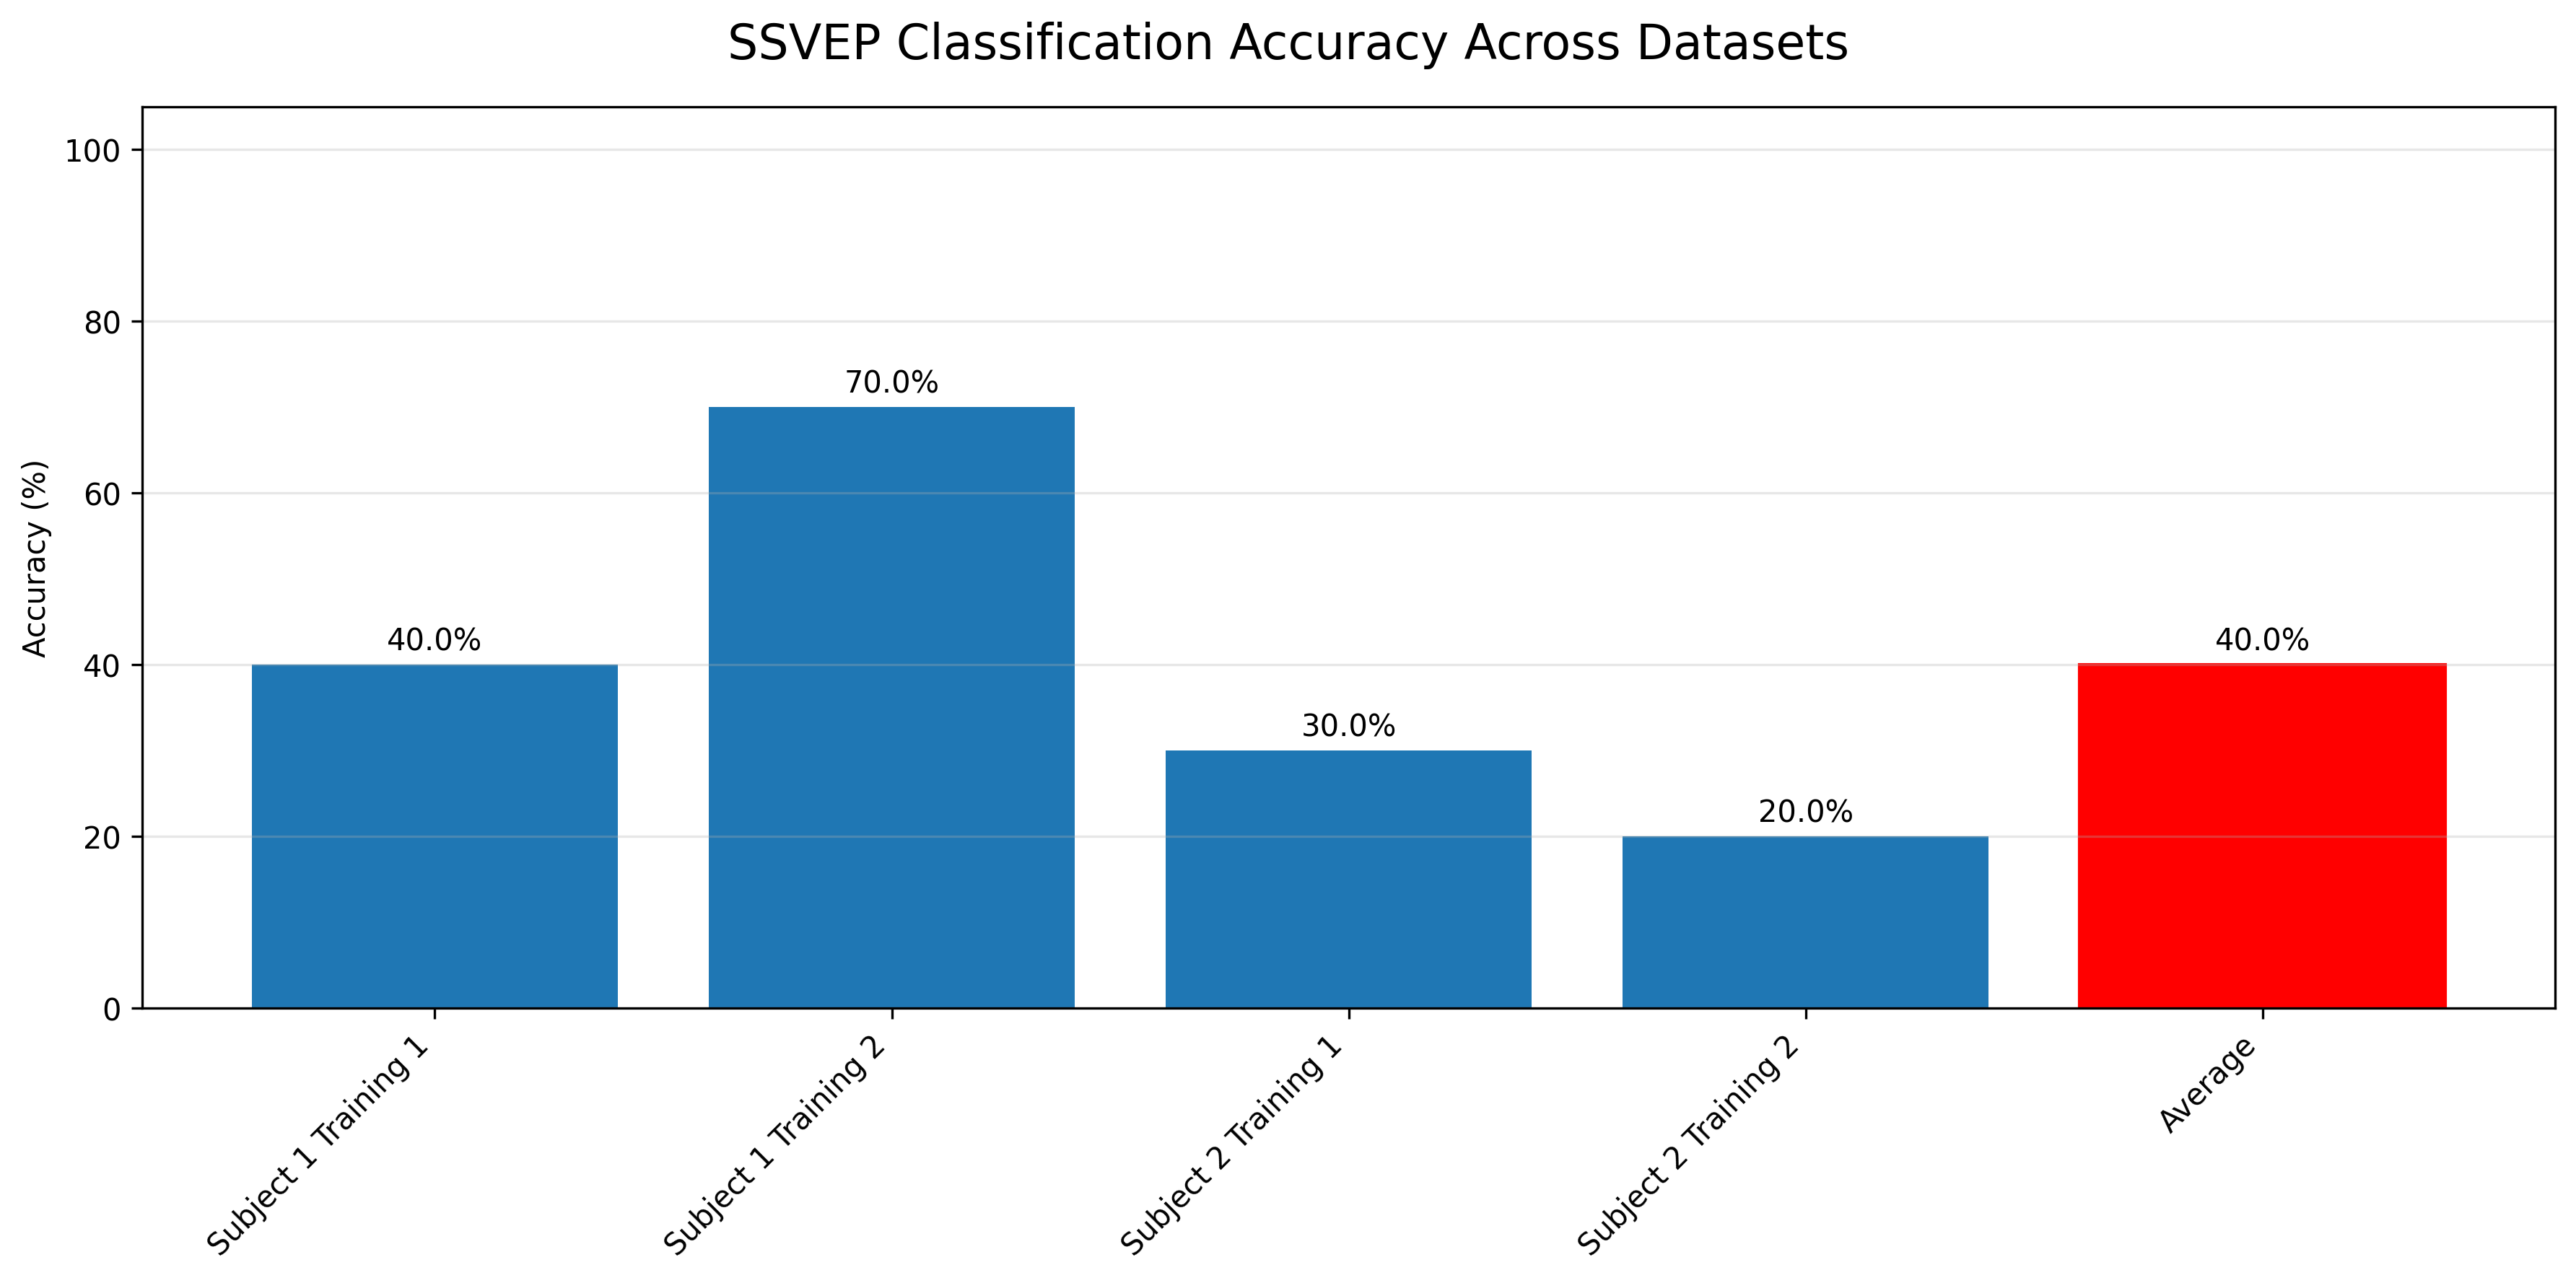 SSVEP Classification Accuracy Across Datasets
Accuracy (%)
100
80
60
40
20
0
40.0%
70.0%
30.0%
20.0%
40.0%
Subject 1 Training 1
Subject 1 Training 2
Subject 2 Training 1
Subject 2 Training 2
Average